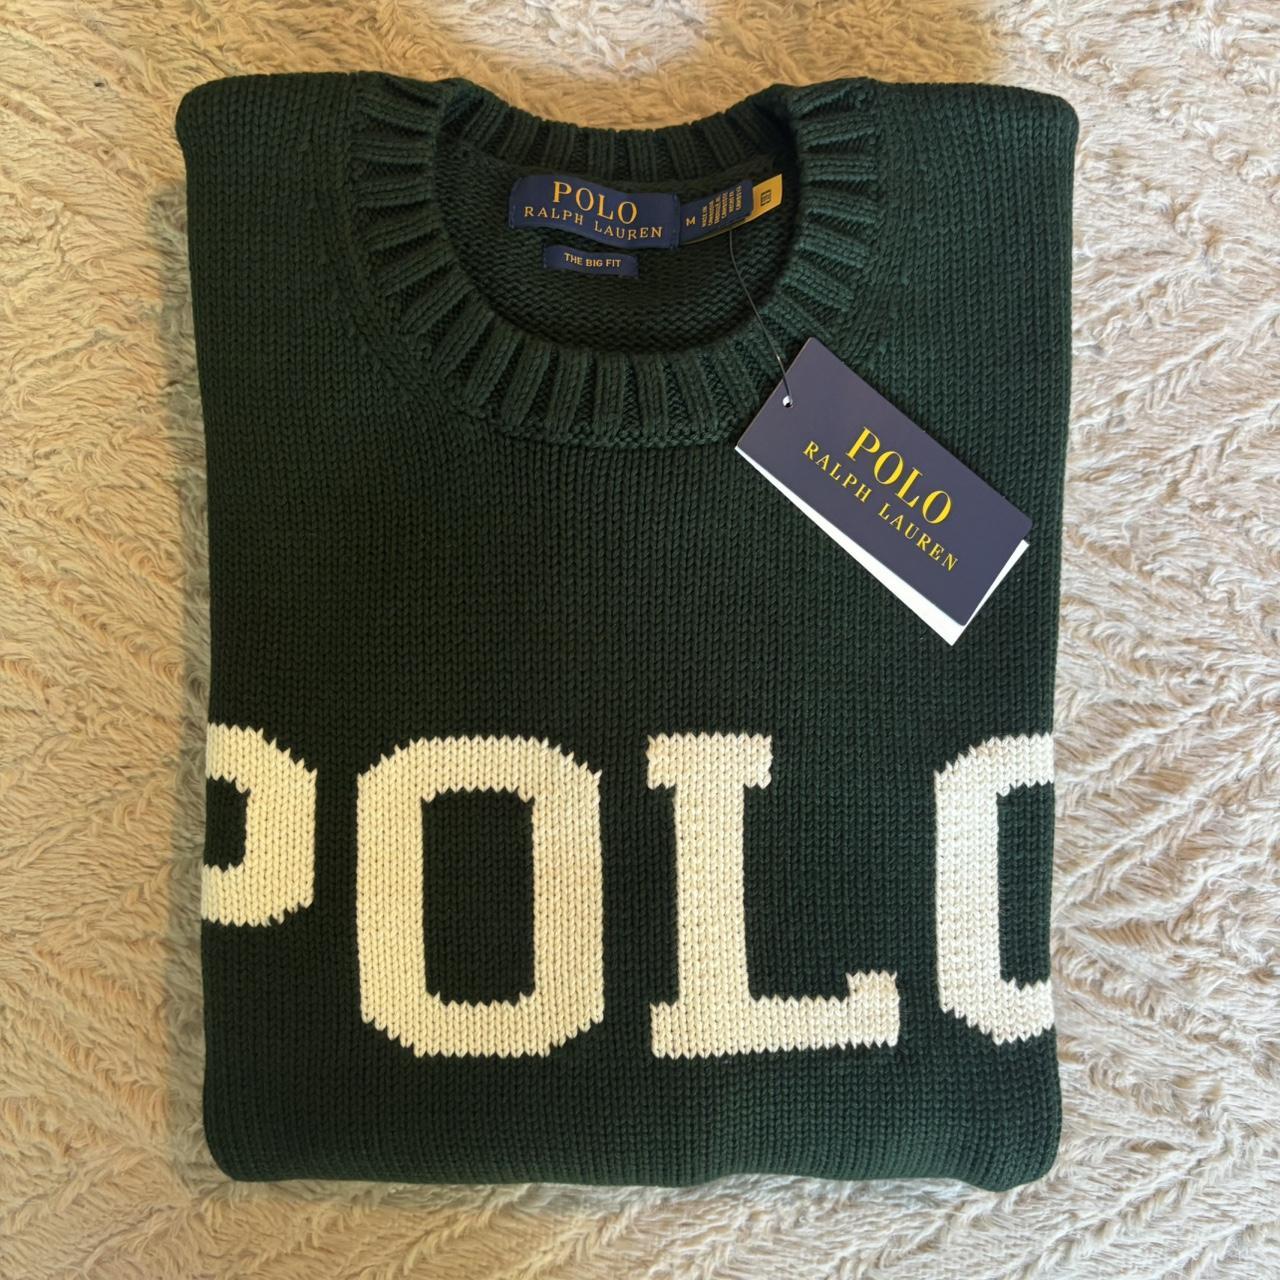 POLO
RALPH LAUREN
M
THE BIG FIT
POLO
RALPH LAUREN
POLO